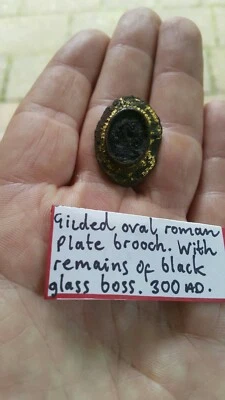 gilded oval roman
Plate brooch. With
remains of black
glass boss. 300 AD.